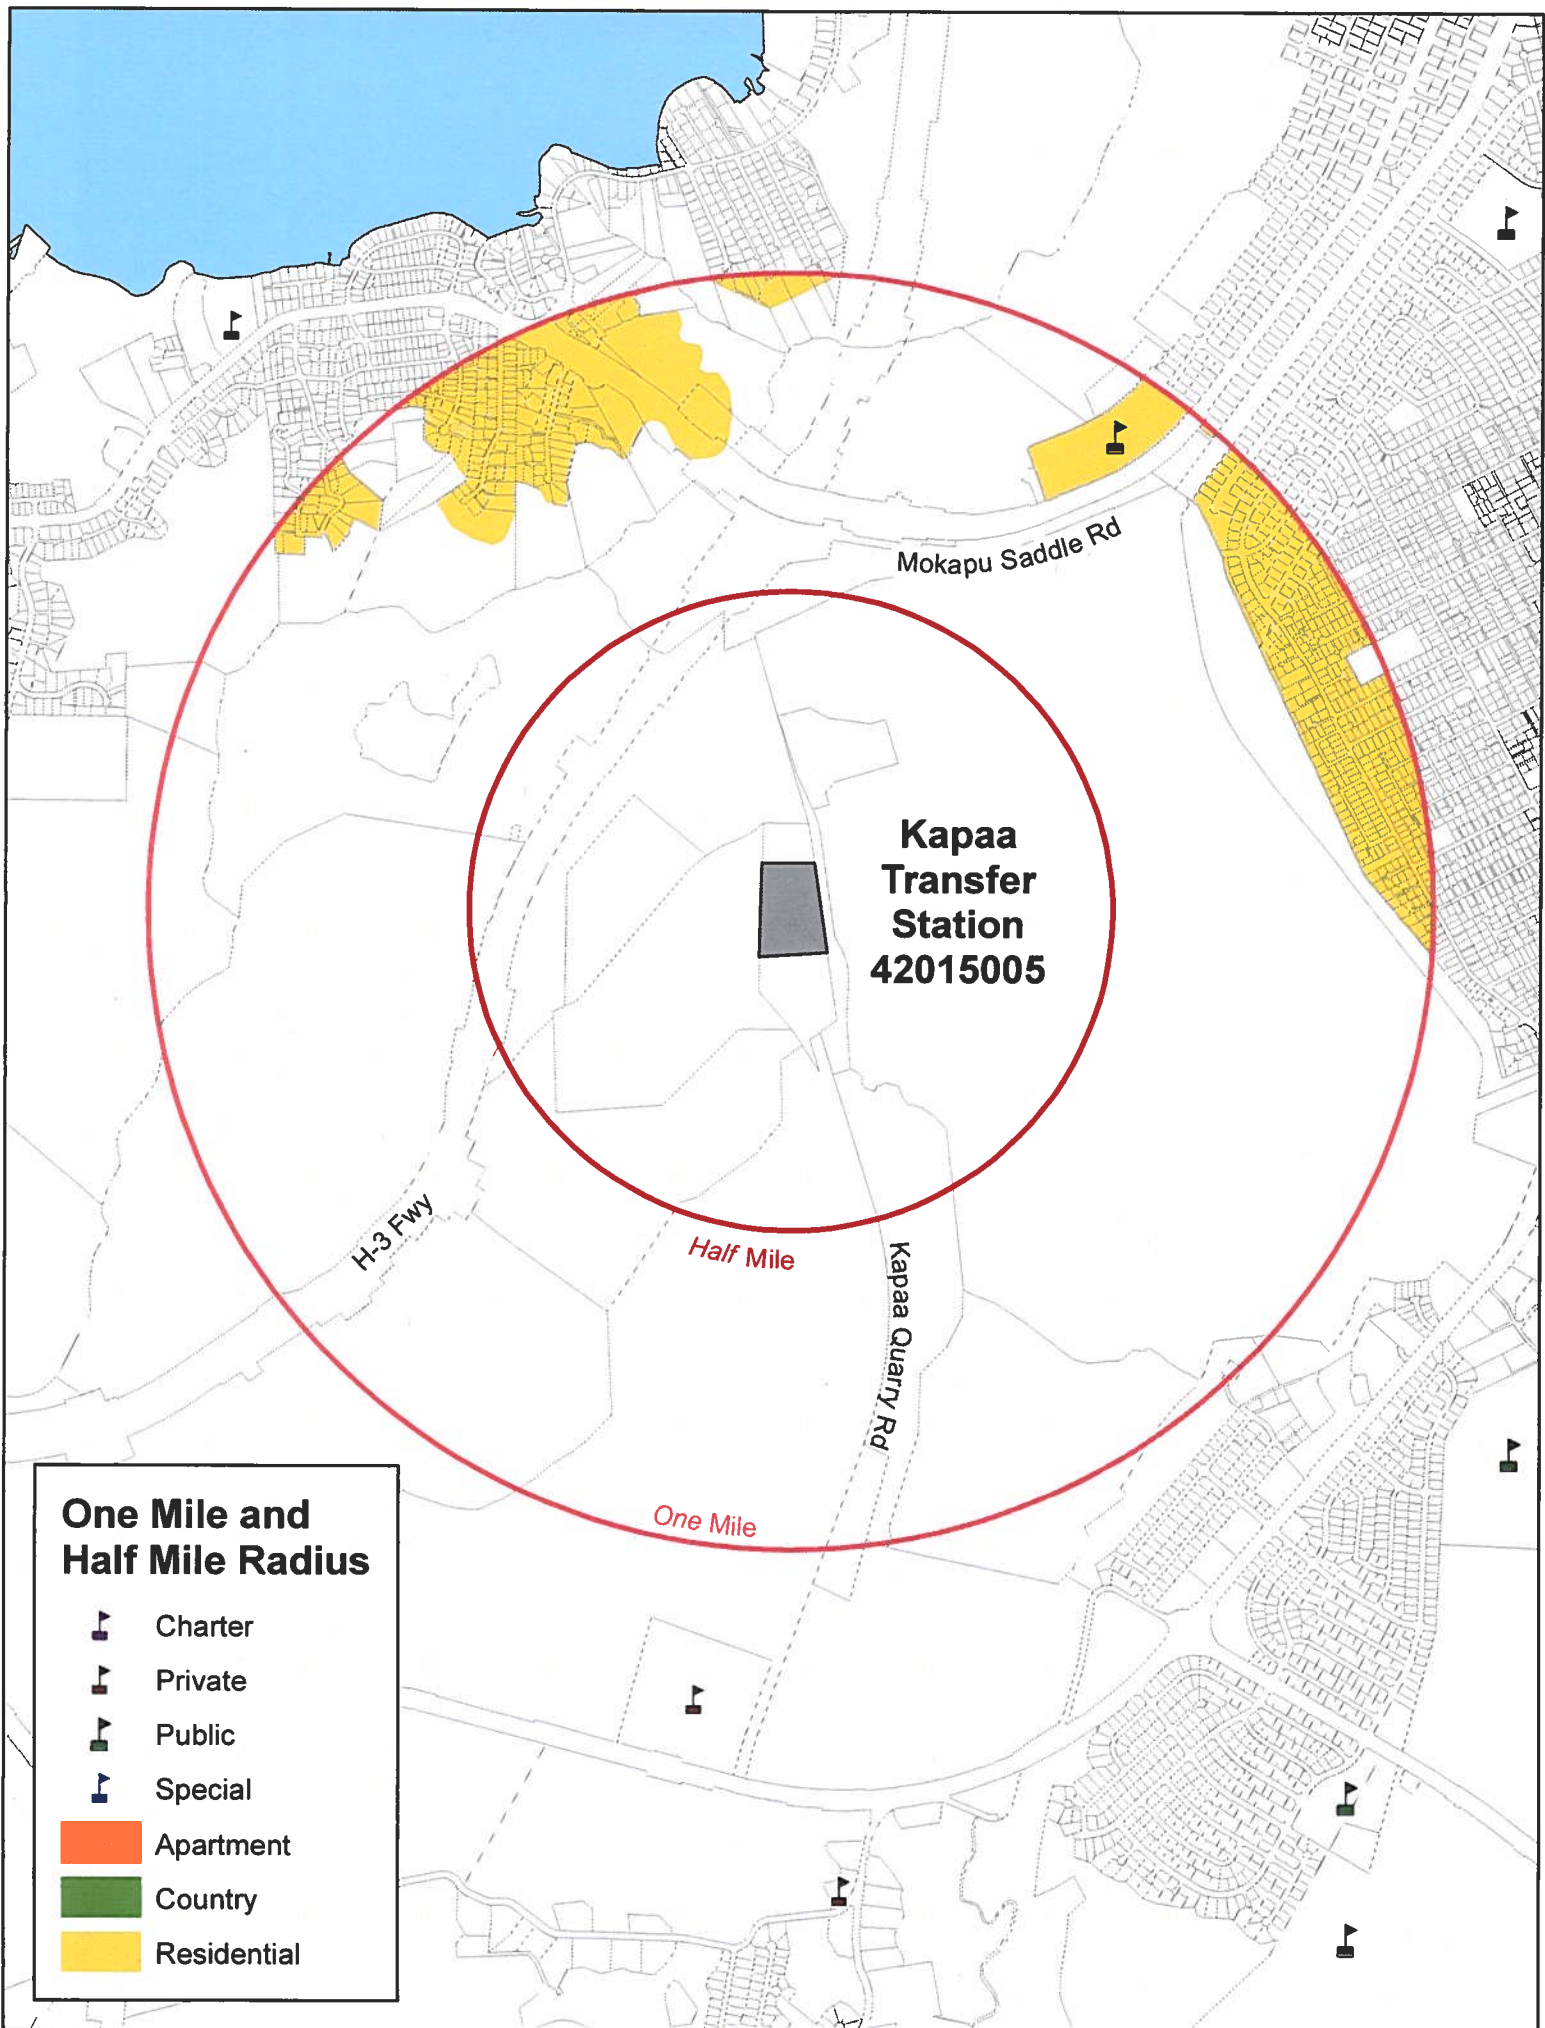 Mokapu Saddle Rd
Kapaa
Transfer
Station
42015005
H-3 Fwy
Half Mile
Kapaa Quarry Rd
One Mile
One Mile and
Half Mile Radius
Charter
Private
Public
Special
Apartment
Country
Residential